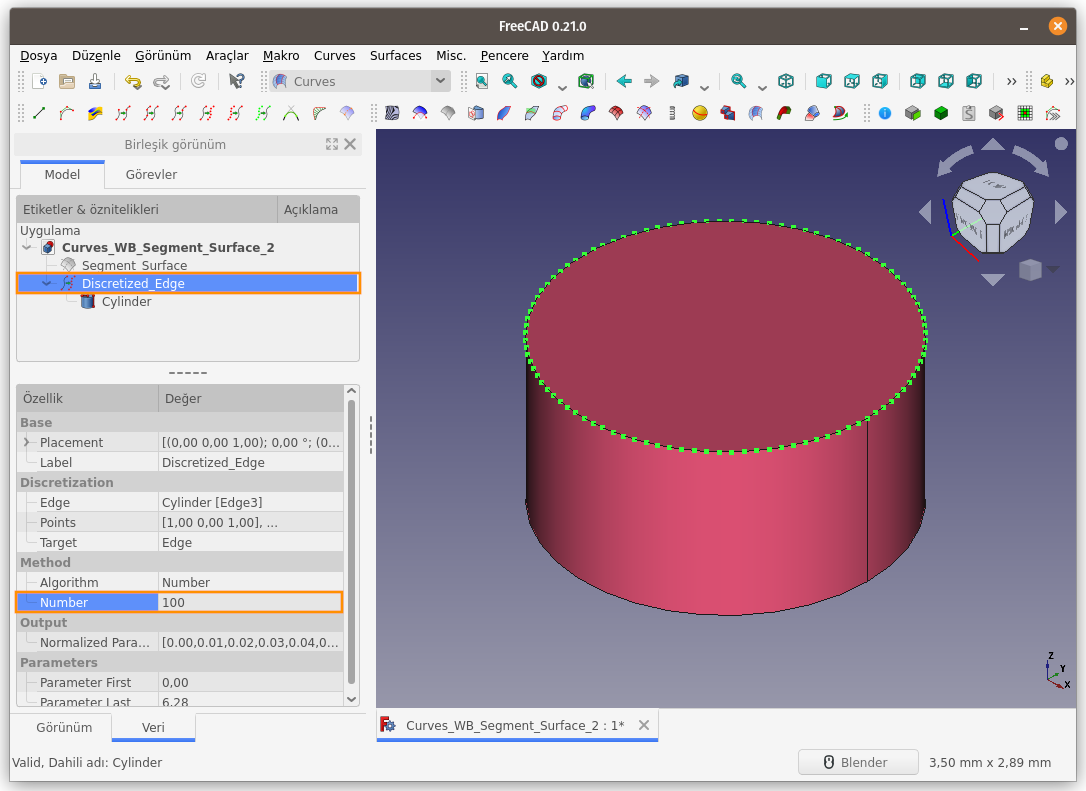 FreeCAD 0.21.0
Dosya Düzenle Görünüm Araçlar Makro Curves Surfaces Misc. Pencere Yardım
Curves
Birleşik görünüm
Model Görevler
Etiketler & öznitelikleri Açıklama
Uygulama
Curves_WB_Segment_Surface_2
Segment_Surface
Discretized_Edge
Cylinder
Özellik Değer
Base
Placement [(0,00 0,00 1,00); 0,00 °; (0...
Label Discretized_Edge
Discretization
Edge Cylinder [Edge3]
Points [1,00 0,00 1,00], ...
Target Edge
Method
Algorithm Number
Number 100
Output
Normalized Para... [0.00,0.01,0.02,0.03,0.04,0...
Parameters
Parameter First 0,00
Parameter Last 6,28
Görünüm Veri
Z
Y
X
Curves_WB_Segment_Surface_2 : 1*
Valid, Dahili adı: Cylinder Blender 3,50 mm x 2,89 mm